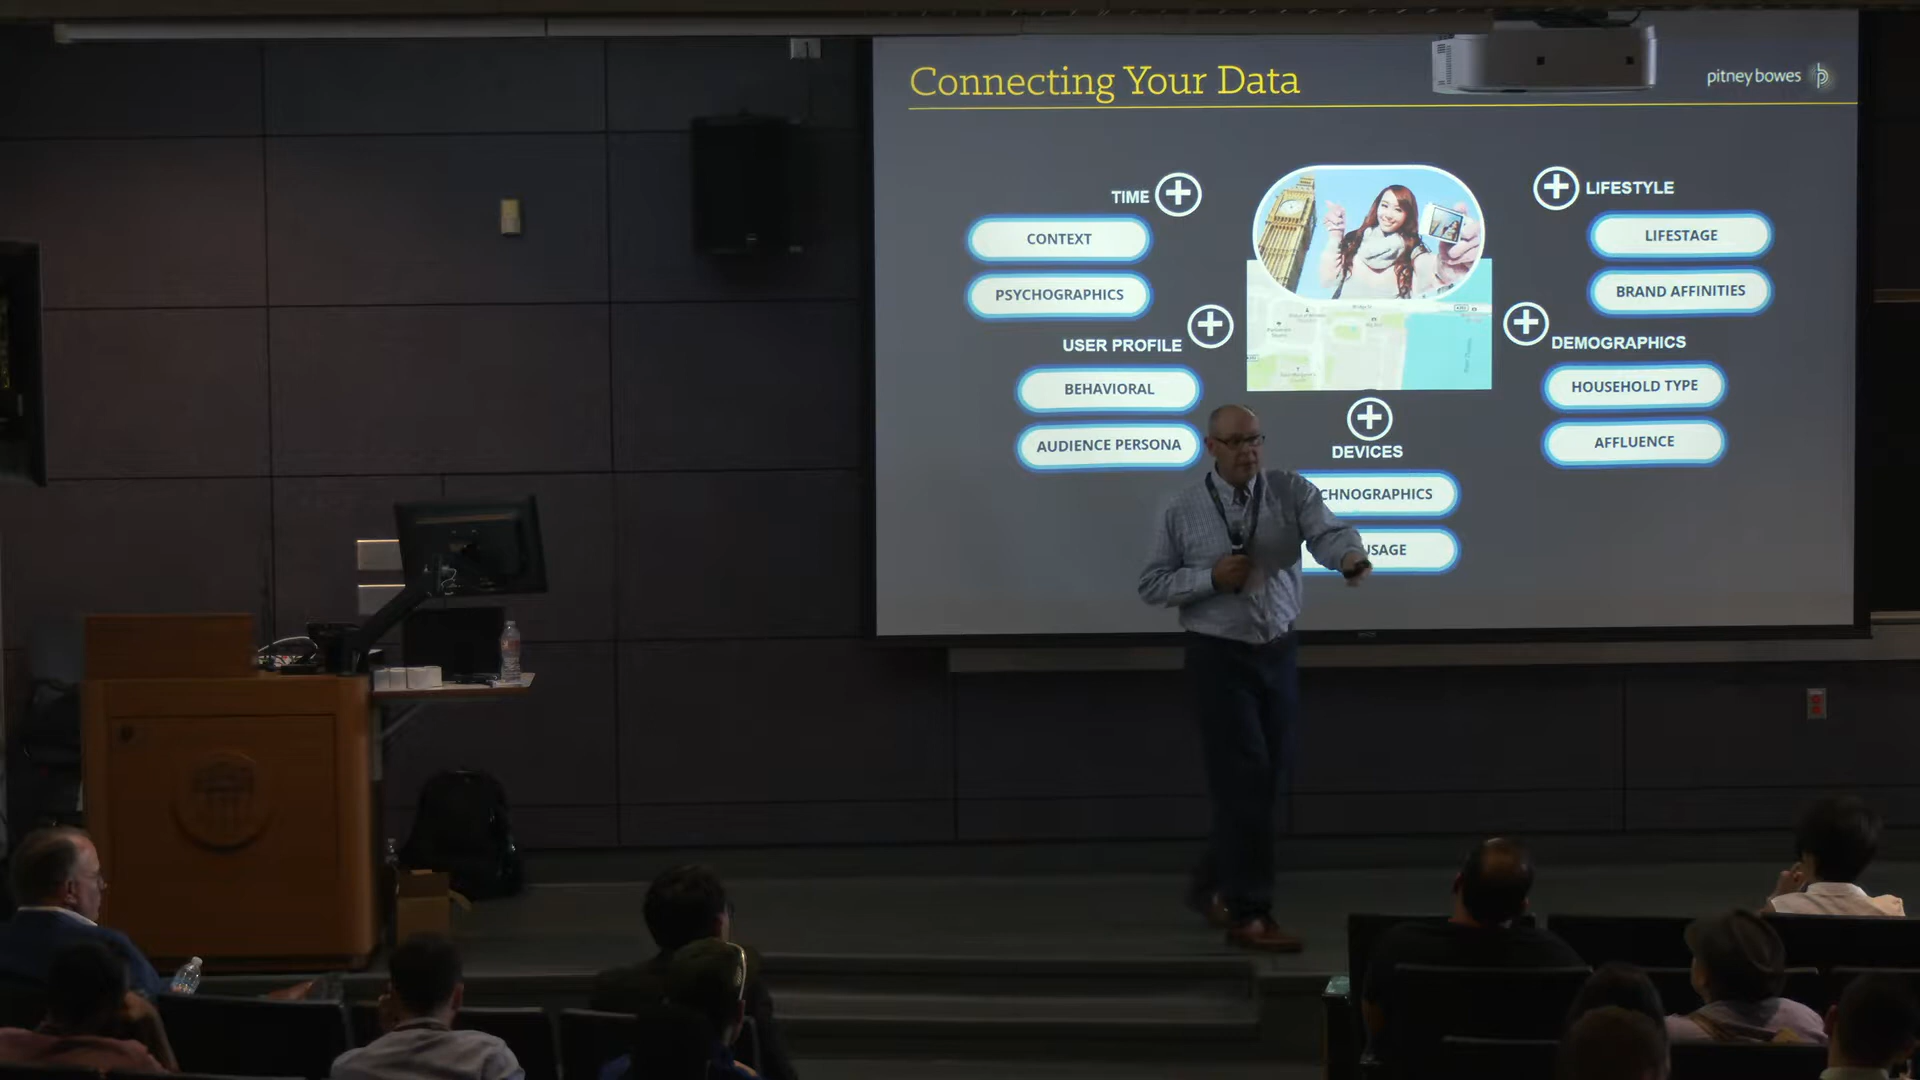 Connecting Your Data
pitney bowes
TIME
CONTEXT
PSYCHOGRAPHICS
USER PROFILE
BEHAVIORAL
AUDIENCE PERSONA
LIFESTYLE
LIFESTAGE
BRAND AFFINITIES
DEMOGRAPHICS
HOUSEHOLD TYPE
AFFLUENCE
DEVICES
CHNOGRAPHICS
USAGE